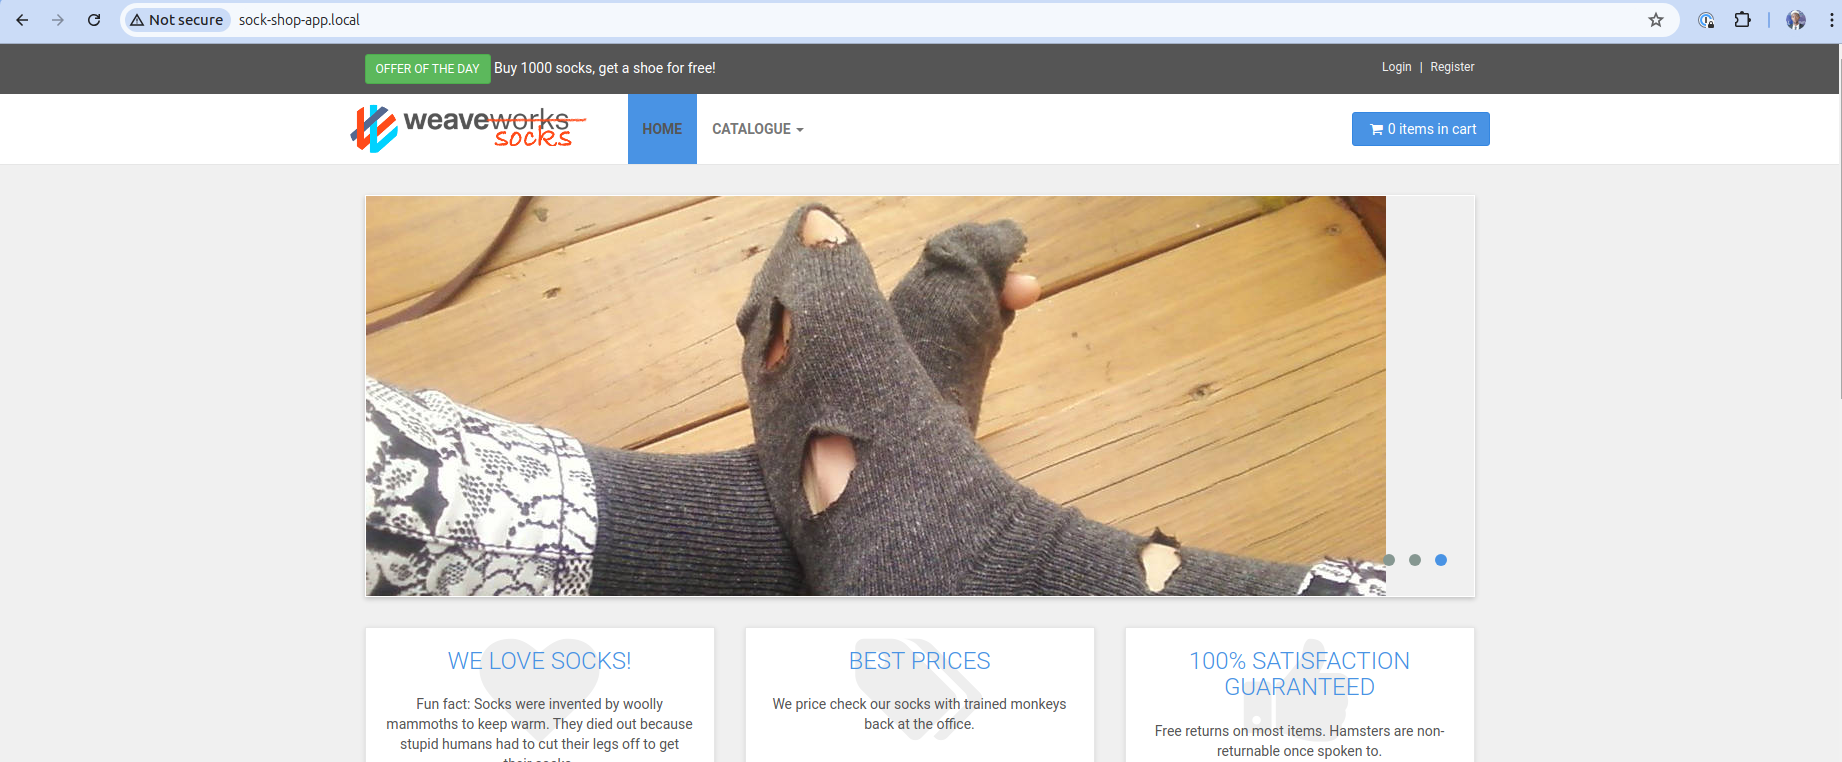 Not secure sock-shop-app.local
OFFER OF THE DAY Buy 1000 socks, get a shoe for free!
Login | Register
weaveworks
socks
HOME
CATALOGUE
0 items in cart
WE LOVE SOCKS!
Fun fact: Socks were invented by woolly
mammoths to keep warm. They died out because
stupid humans had to cut their legs off to get
their socks.
BEST PRICES
We price check our socks with trained monkeys
back at the office.
100% SATISFACTION
GUARANTEED
Free returns on most items. Hamsters are non-
returnable once spoken to.